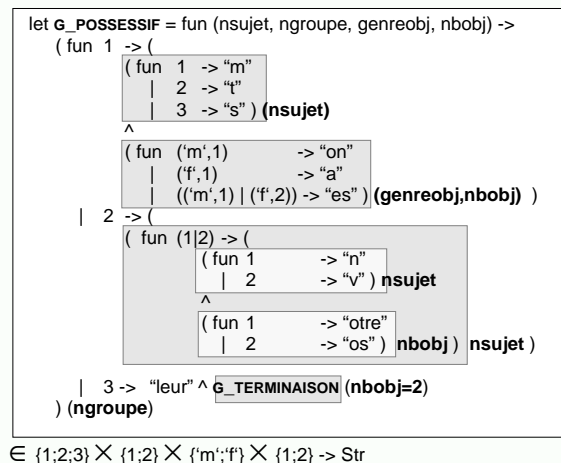 let G_POSSESSIF = fun (nsujet, ngroupe, genreobj, nbobj) ->
( fun 1 -> (
( fun 1 -> “m”
| 2 -> “t”
| 3 -> “s” ) (nsujet)
^
( fun (‘m‘,1) -> “on”
| (‘f‘,1) -> “a”
| ((‘m‘,1) | (‘f‘,2)) -> “es” ) (genreobj,nbobj) )
| 2 -> (
( fun (1|2) -> (
( fun 1 -> “n”
| 2 -> “v” ) nsujet
^
( fun 1 -> “otre”
| 2 -> “os” ) nbobj ) nsujet )
| 3 -> “leur” ^ G_TERMINAISON (nbobj=2)
) (ngroupe)
∈ {1;2;3} × {1;2} × {‘m‘;‘f‘} × {1;2} -> Str